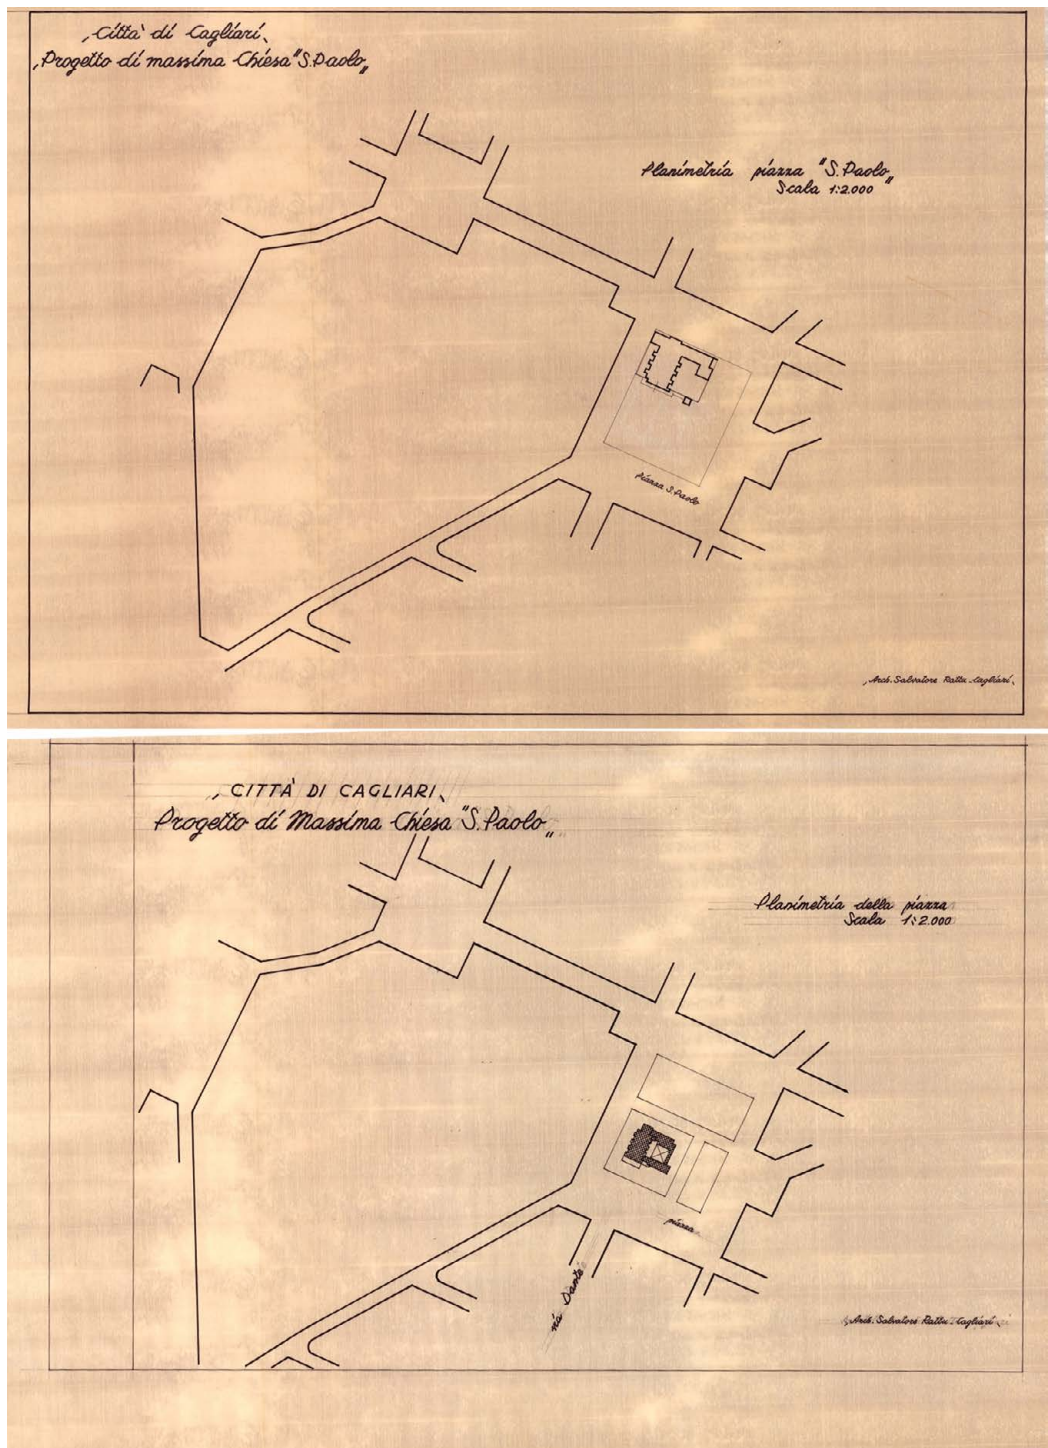 „Città di Cagliari„
„Progetto di massima Chiesa "S. Paolo„
Planimetria piazza "S. Paolo„
Scala 1:2.000
piazza S. Paolo
„Arch. Salvatore Rattu - Cagliari„
„CITTÀ DI CAGLIARI„
Progetto di Massima Chiesa "S. Paolo„
Planimetria della piazza
Scala 1:2.000
piazza
via Dante
„Arch. Salvatore Rattu - Cagliari„